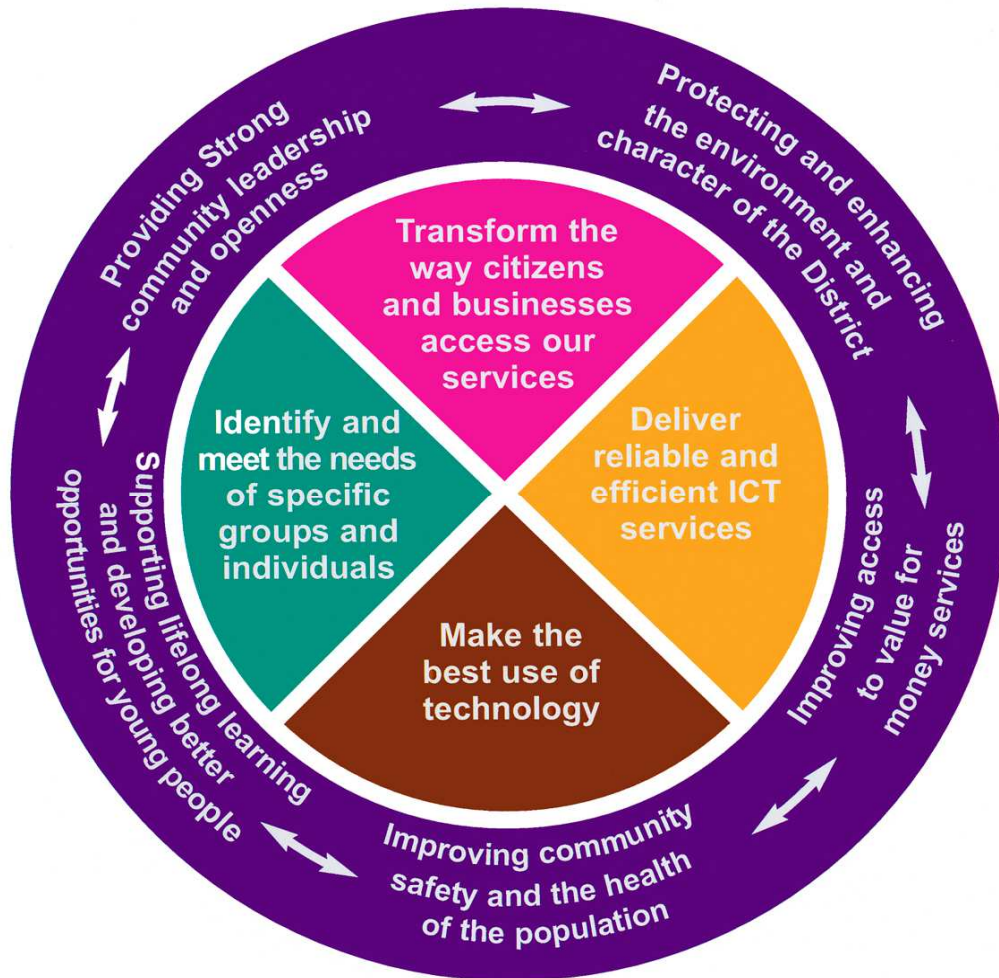 Providing Strong
community leadership
and openness
Protecting and enhancing
the environment and
character of the District
Transform the
way citizens
and businesses
access our
services
Identify and
meet the needs
of specific
groups and
individuals
Deliver
reliable and
efficient ICT
services
Make the
best use of
technology
Supporting lifelong learning
and developing better
opportunities for young people
Improving access
to value for
money services
Improving community
safety and the health
of the population